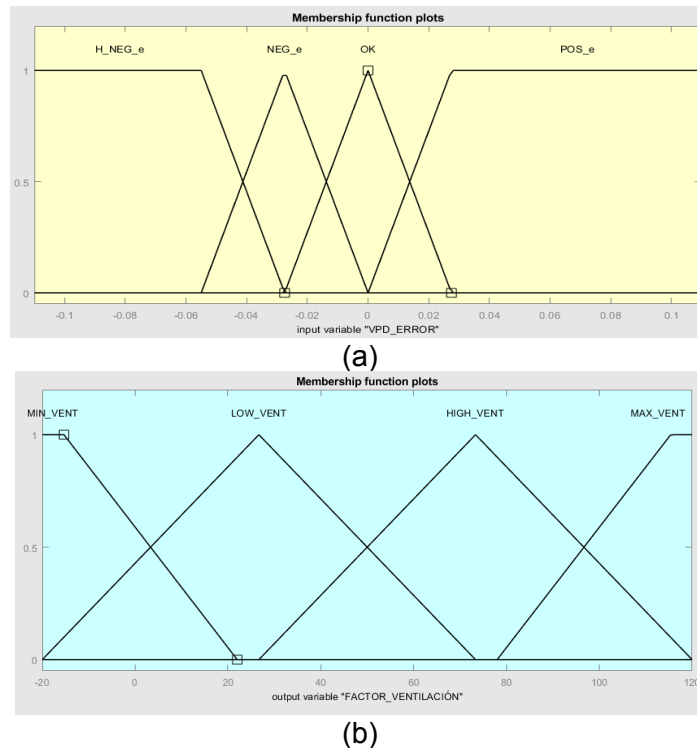 Membership function plots
H_NEG_e NEG_e OK POS_e
1
0.5
0
-0.1 -0.08 -0.06 -0.04 -0.02 0 0.02 0.04 0.06 0.08 0.1
input variable "VPD_ERROR"
(a)
Membership function plots
MIN_VENT LOW_VENT HIGH_VENT MAX_VENT
1
0.5
0
-20 0 20 40 60 80 100 120
output variable "FACTOR_VENTILACIÓN"
(b)